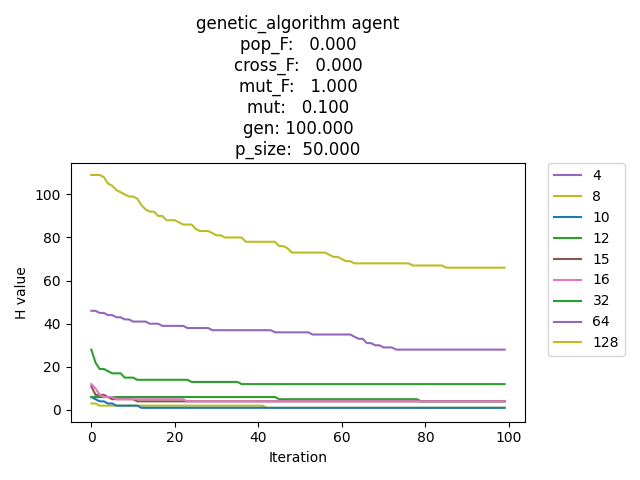 genetic_algorithm agent
pop_F: 0.000
cross_F: 0.000
mut_F: 1.000
mut: 0.100
gen: 100.000
p_size: 50.000
H value
100
80
60
40
20
0
0 20 40 60 80 100
Iteration
4
8
10
12
15
16
32
64
128